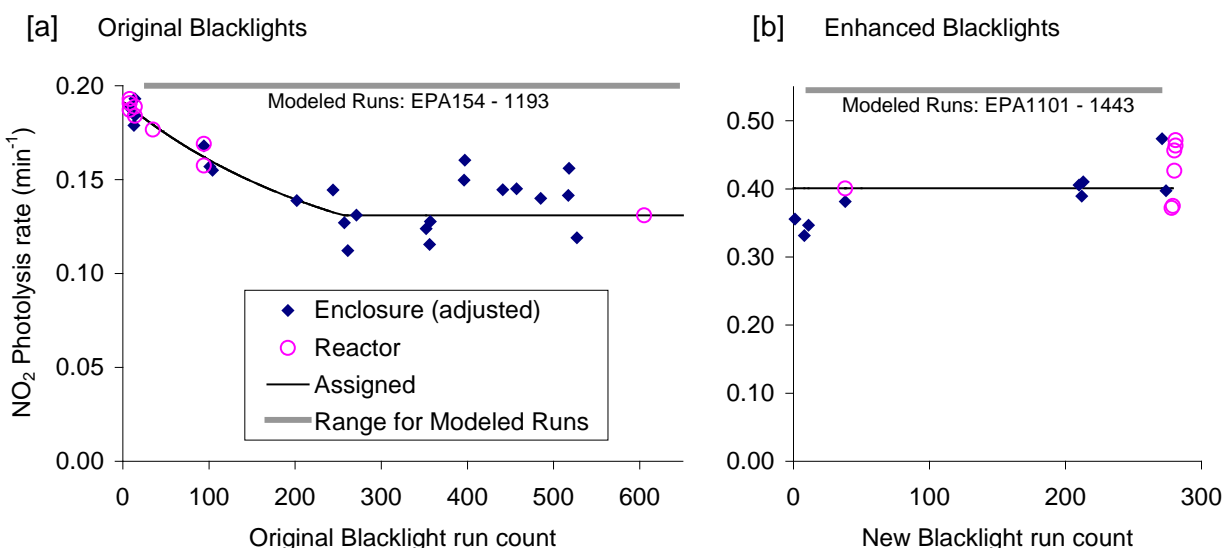 [a] Original Blacklights
NO₂ Photolysis rate (min⁻¹)
0.20
0.15
0.10
0.05
0.00
Modeled Runs: EPA154 - 1193
Enclosure (adjusted)
Reactor
Assigned
Range for Modeled Runs
0 100 200 300 400 500 600
Original Blacklight run count
[b] Enhanced Blacklights
0.50
0.40
0.30
0.20
0.10
0.00
Modeled Runs: EPA1101 - 1443
0 100 200 300
New Blacklight run count